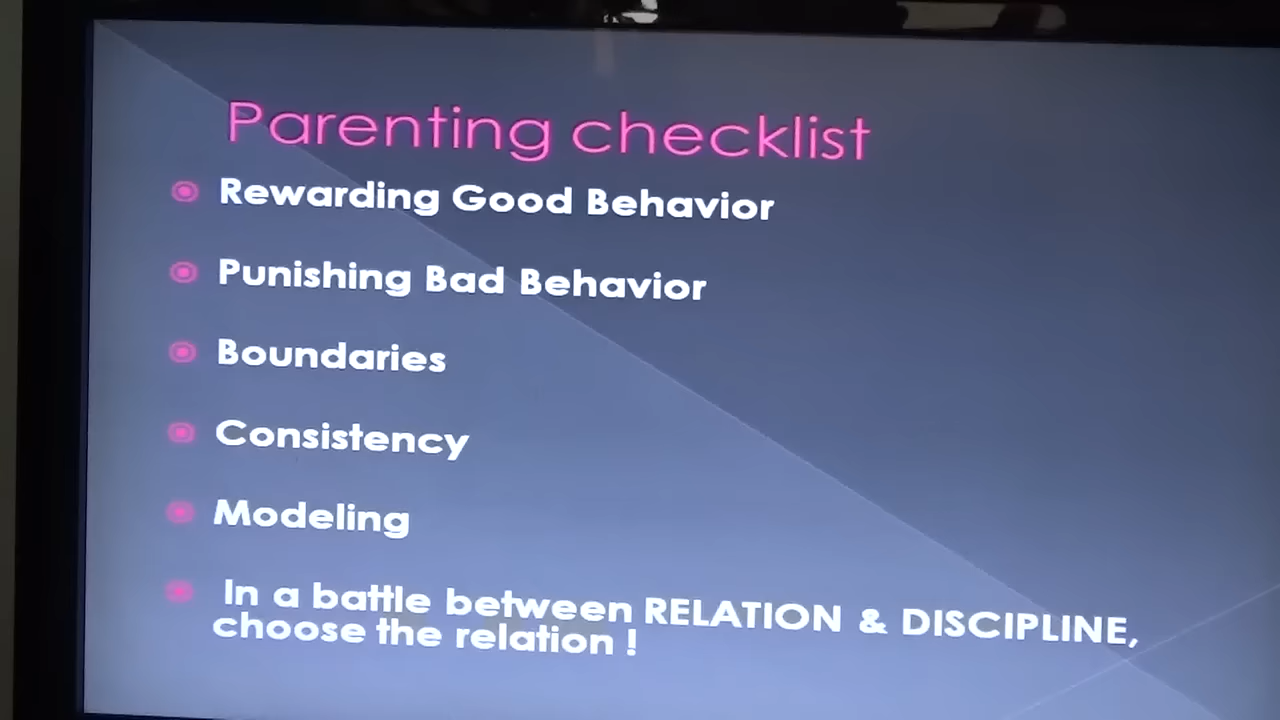 Parenting checklist
Rewarding Good Behavior
Punishing Bad Behavior
Boundaries
Consistency
Modeling
In a battle between RELATION & DISCIPLINE,
choose the relation !